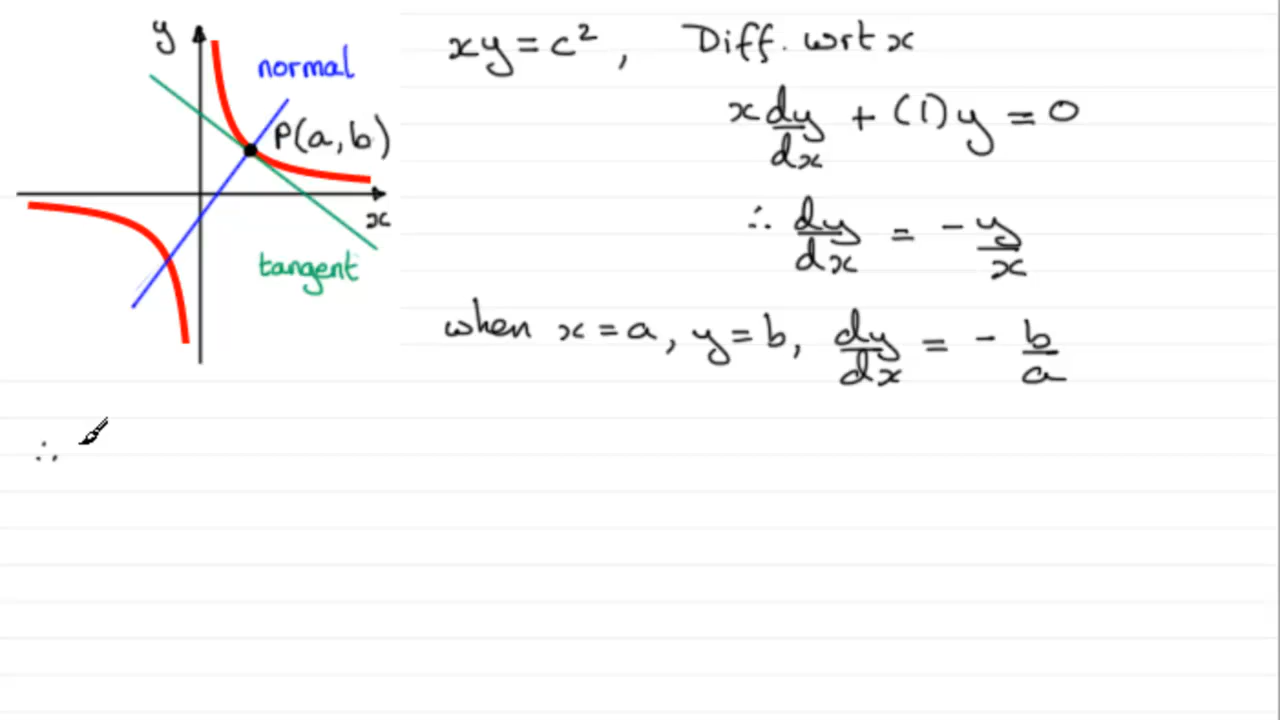 y
normal
P(a, b)
x
tangent
xy = c², Diff. wrt x
x dy/dx + (1)y = 0
∴ dy/dx = - y/x
when x = a, y = b, dy/dx = - b/a
∴